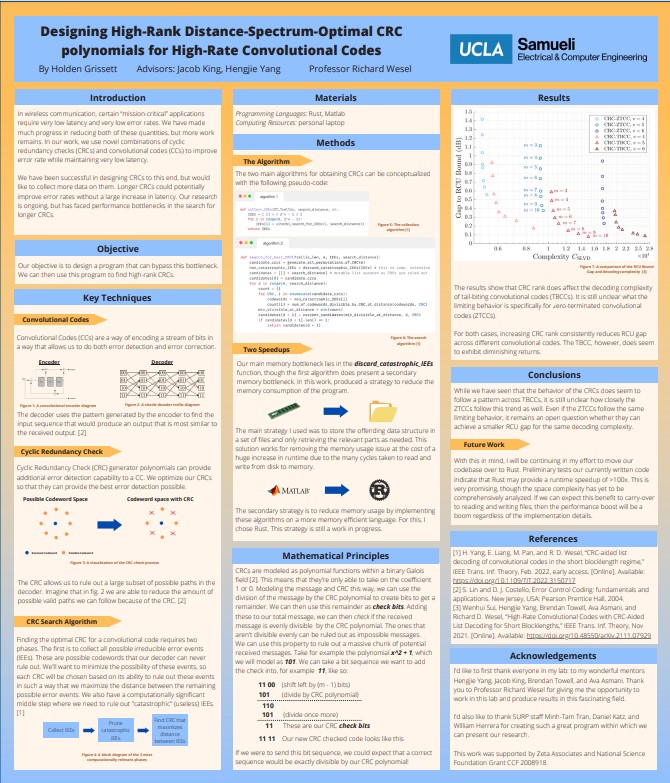 Designing High-Rank Distance-Spectrum-Optimal CRC
polynomials for High-Rate Convolutional Codes
By Holden Grissett Advisors: Jacob King, Hengjie Yang Professor Richard Wesel
UCLA Samueli
Electrical & Computer Engineering
Introduction
In wireless communication, certain "mission-critical" applications
require very low latency and very low error rates. We have made
much progress in reducing both of these quantities, but more work
remains. In our work, we use novel combinations of cyclic
redundancy checks (CRCs) and convolutional codes (CCs) to improve
error rate while maintaining very low latency.
We have been successful in designing CRCs to this end, but would
like to collect more data on them. Longer CRCs could potentially
improve error rates without a large increase in latency. Our research
is ongoing, but has faced performance bottlenecks in the search for
longer CRCs.
Objective
Our objective is to design a program that can bypass this bottleneck.
We can then use this program to find high-rank CRCs.
Key Techniques
Convolutional Codes
Convolutional Codes (CCs) are a way of encoding a stream of bits in
a way that allows us to do both error detection and error correction.
Encoder Decoder
Figure 1: A convolutional encoder diagram
Figure 2: A viterbi decoder trellis diagram
The decoder uses the pattern generated by the encoder to find the
input sequence that would produce an output that is most similar to
the received output. [2]
Cyclic Redundancy Check
Cyclic Redundancy Check (CRC) generator polynomials can provide
additional error detection capability to a CC. We optimize our CRCs
so that they can provide the best error detection possible.
Possible Codeword Space Codeword space with CRC
Figure 3: A visualization of the CRC check process
The CRC allows us to rule out a large subset of possible paths in the
decoder. Imagine that in fig. 2 we are able to reduce the amount of
possible valid paths we can follow because of the CRC. [2]
CRC Search Algorithm
Finding the optimal CRC for a convolutional code requires two
phases. The first is to collect all possible irreducible error events
(IEEs). These are possible codewords that our decoder can never
rule out. We'll want to minimize the possibility of these events, so
each CRC will be chosen based on its ability to rule out these events
in such a way that we maximize the distance between the remaining
possible error events. We also have a computationally significant
middle step where we need to rule out "catastrophic" (useless) IEEs.
[1]
Collect IEEs
Prune
catastrophic
IEEs
Find CRC that
maximizes
distance
between IEEs
Figure 4: A block diagram of the 3 most
computationally relevant phases
Materials
Programming Languages: Rust, Matlab
Computing Resources: personal laptop
Methods
The Algorithm
The two main algorithms for obtaining CRCs can be conceptualized
with the following pseudo-code:
algorithm 1
Figure 5: The collection
algorithm [1]
algorithm 2
Figure 6: The search
algorithm [1]
Two Speedups
Our main memory bottleneck lies in the discard_catastrophic_IEEs
function, though the first algorithm does present a secondary
memory bottleneck. In this work, produced a strategy to reduce the
memory consumption of the program.
The main strategy I used was to store the offending data structure in
a set of files and only retrieving the relevant parts as needed. This
solution works for removing the memory usage issue at the cost of a
huge increase in runtime due to the many cycles taken to read and
write from disk to memory.
MATLAB
The secondary strategy is to reduce memory usage by implementing
these algorithms on a more memory efficient language. For this, I
chose Rust. This strategy is still a work in progress.
Mathematical Principles
CRCs are modeled as polynomial functions within a binary Galois
field [2]. This means that they're only able to take on the coefficient
1 or 0. Modeling the message and CRC this way, we can use the
division of the message by the CRC polynomial to create bits to get a
remainder. We can then use this remainder as check bits. Adding
these to our total message, we can then check if the received
message is evenly divisible by the CRC polynomial. The ones that
aren't divisible evenly can be ruled out as impossible messages.
We can use this property to rule out a massive chunk of potential
received messages. Take for example the polynomial x^2 + 1, which
we will model as 101. We can take a bit sequence we want to add
the check into, for example 11, like so:
11 00 (shift left by (m - 1) bits)
101 (divide by CRC polynomial)
110
101 (divide once more)
11 These are our CRC check bits
11 11 Our new CRC checked code looks like this
If we were to send this bit sequence, we could expect that a correct
sequence would be exactly divisible by our CRC polynomial!
Results
Gap to RCU Bound (dB)
Complexity C_SLVD
Figure 7: A comparison of the RCU Bound
Gap and decoding complexity [3]
The results show that CRC rank does affect the decoding complexity
of tail-biting convolutional codes (TBCCs). It is still unclear what the
limiting behavior is specifically for zero-terminated convolutional
codes (ZTCCs).
For both cases, increasing CRC rank consistently reduces RCU gap
across different convolutional codes. The TBCC, however, does seem
to exhibit diminishing returns.
Conclusions
While we have seen that the behavior of the CRCs does seem to
follow a pattern across TBCCs, it is still unclear how closely the
ZTCCs follow this trend as well. Even if the ZTCCs follow the same
limiting behavior, it remains an open question whether they can
achieve a smaller RCU gap for the same decoding complexity.
Future Work
With this in mind, I will be continuing in my effort to move our
codebase over to Rust. Preliminary tests our currently written code
indicate that Rust may provide a runtime speedup of >100x. This is
very promising, though the space complexity has yet to be
comprehensively analyzed. If we can expect this benefit to carry-over
to reading and writing files, then the performance boost will be a
boom regardless of the implementation details.
References
[1] H. Yang, E. Liang, M. Pan, and R. D. Wesel, "CRC-aided list
decoding of convolutional codes in the short blocklength regime,"
IEEE Trans. Inf. Theory, Feb. 2022, early access. [Online]. Available:
https://doi.org/10.1109/TIT.2022.3150717
[2] S. Lin and D. J. Costello, Error Control Coding: fundamentals and
applications. New Jersey, USA: Pearson Prentice Hall, 2004.
[3] Wenhui Sui, Hengjie Yang, Brendan Towell, Ava Asmani, and
Richard D. Wesel, "High-Rate Convolutional Codes with CRC-Aided
List Decoding for Short Blocklengths," IEEE Trans. Inf. Theory, Nov
2021. [Online]. Available: https://doi.org/10.48550/arXiv.2111.07929
Acknowledgements
I'd like to first thank everyone in my lab: to my wonderful mentors
Hengjie Yang, Jacob King, Brendan Towell, and Ava Asmani. Thank
you to Professor Richard Wesel for giving me the opportunity to
work in this lab and produce results in this fascinating field.
I'd also like to thank SURP staff Minh-Tam Tran, Daniel Katz, and
William Herrera for creating such a great program within which we
can present our research.
This work was supported by Zeta Associates and National Science
Foundation Grant CCF 2008918.